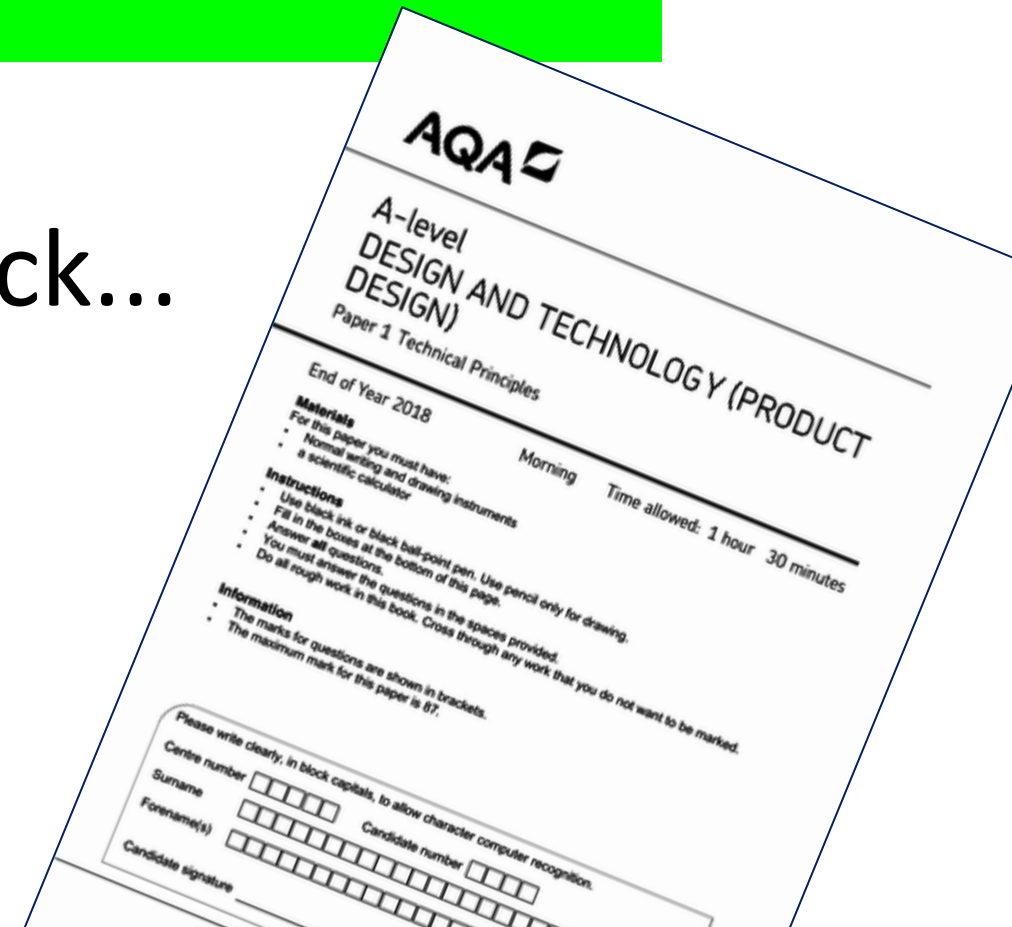 ck...
AQA
A-level
DESIGN AND TECHNOLOGY (PRODUCT
DESIGN)
Paper 1 Technical Principles
End of Year 2018 Morning Time allowed: 1 hour 30 minutes
Materials
For this paper you must have:
• Normal writing and drawing instruments
• a scientific calculator
Instructions
• Use black ink or black ball-point pen. Use pencil only for drawing.
• Fill in the boxes at the bottom of this page.
• Answer all questions.
• You must answer the questions in the spaces provided.
• Do all rough work in this book. Cross through any work that you do not want to be marked.
Information
• The marks for questions are shown in brackets.
• The maximum mark for this paper is 87.
Please write clearly, in block capitals, to allow character computer recognition.
Centre number Candidate number
Surname
Forename(s)
Candidate signature